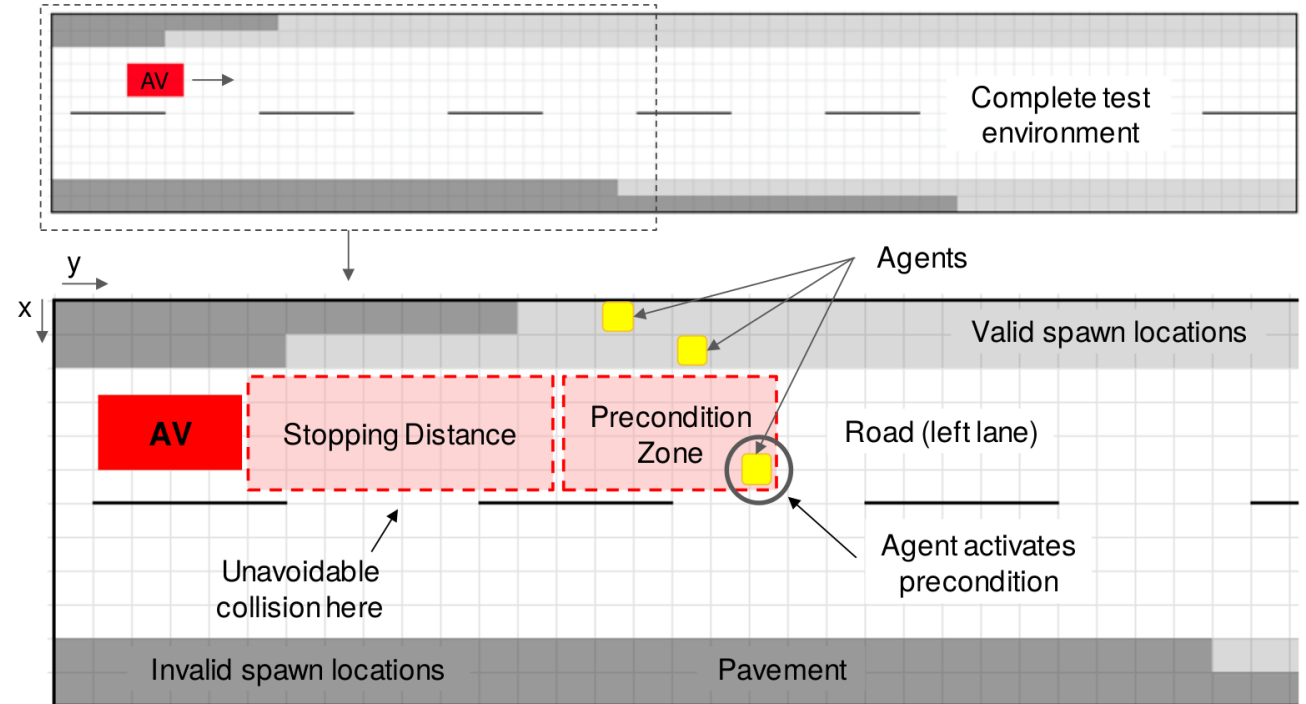 AV
Complete test
environment
y
x
Agents
Valid spawn locations
AV
Stopping Distance
Precondition
Zone
Road (left lane)
Unavoidable
collision here
Agent activates
precondition
Invalid spawn locations
Pavement